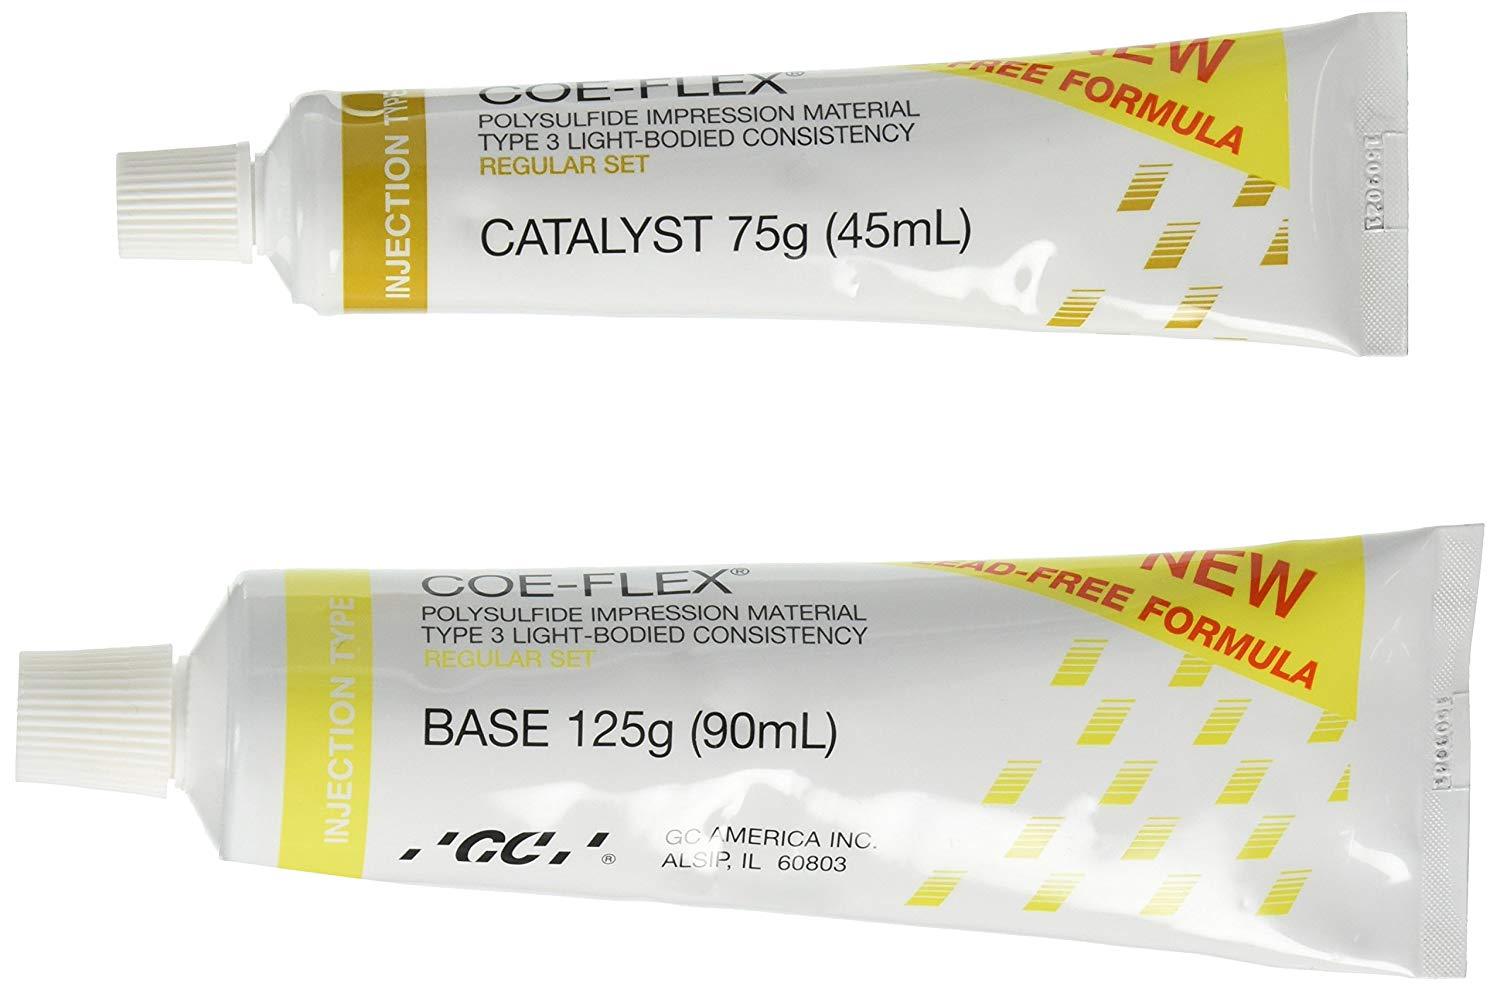 COE-FLEX®
POLYSULFIDE IMPRESSION MATERIAL
TYPE 3 LIGHT-BODIED CONSISTENCY
REGULAR SET
CATALYST 75g (45mL)
INJECTION TYPE
NEW
FREE FORMULA
COE-FLEX®
POLYSULFIDE IMPRESSION MATERIAL
TYPE 3 LIGHT-BODIED CONSISTENCY
REGULAR SET
BASE 125g (90mL)
INJECTION TYPE
GC®
GC AMERICA INC.
ALSIP, IL 60803
NEW
LEAD-FREE FORMULA